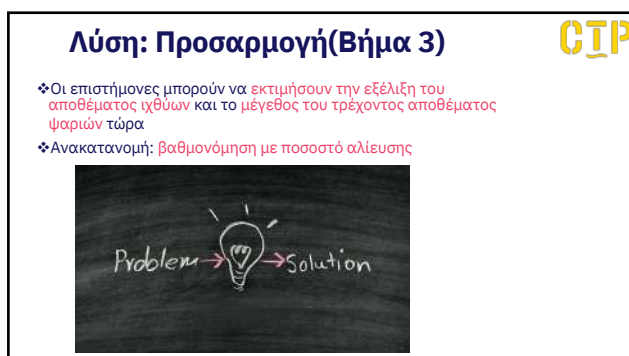 Λύση: Προσαρμογή(Βήμα 3)
CTP
❖Οι επιστήμονες μπορούν να εκτιμήσουν την εξέλιξη του
αποθέματος ιχθύων και το μέγεθος του τρέχοντος αποθέματος
ψαριών τώρα
❖Ανακατανομή: βαθμονόμηση με ποσοστό αλίευσης
Problem→ →Solution